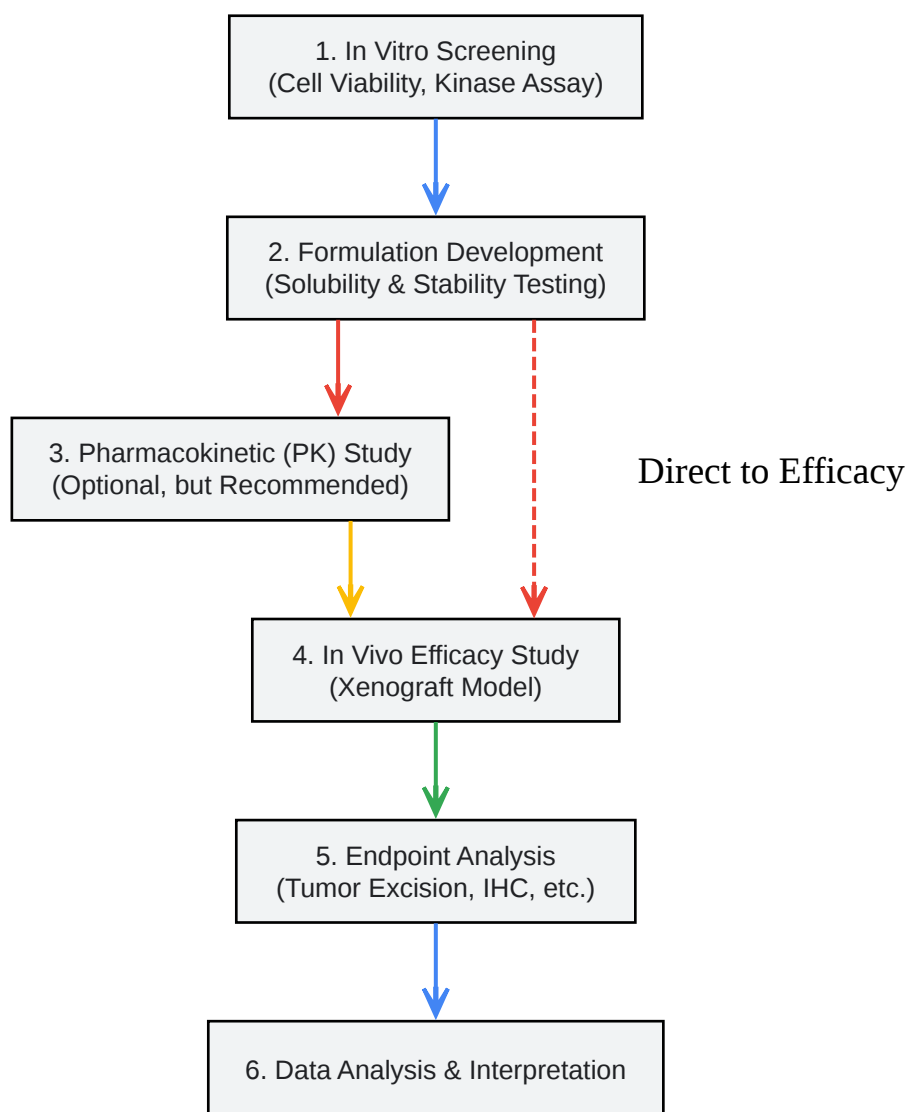 1. In Vitro Screening
(Cell Viability, Kinase Assay)
2. Formulation Development
(Solubility & Stability Testing)
3. Pharmacokinetic (PK) Study
(Optional, but Recommended)
Direct to Efficacy
4. In Vivo Efficacy Study
(Xenograft Model)
5. Endpoint Analysis
(Tumor Excision, IHC, etc.)
6. Data Analysis & Interpretation